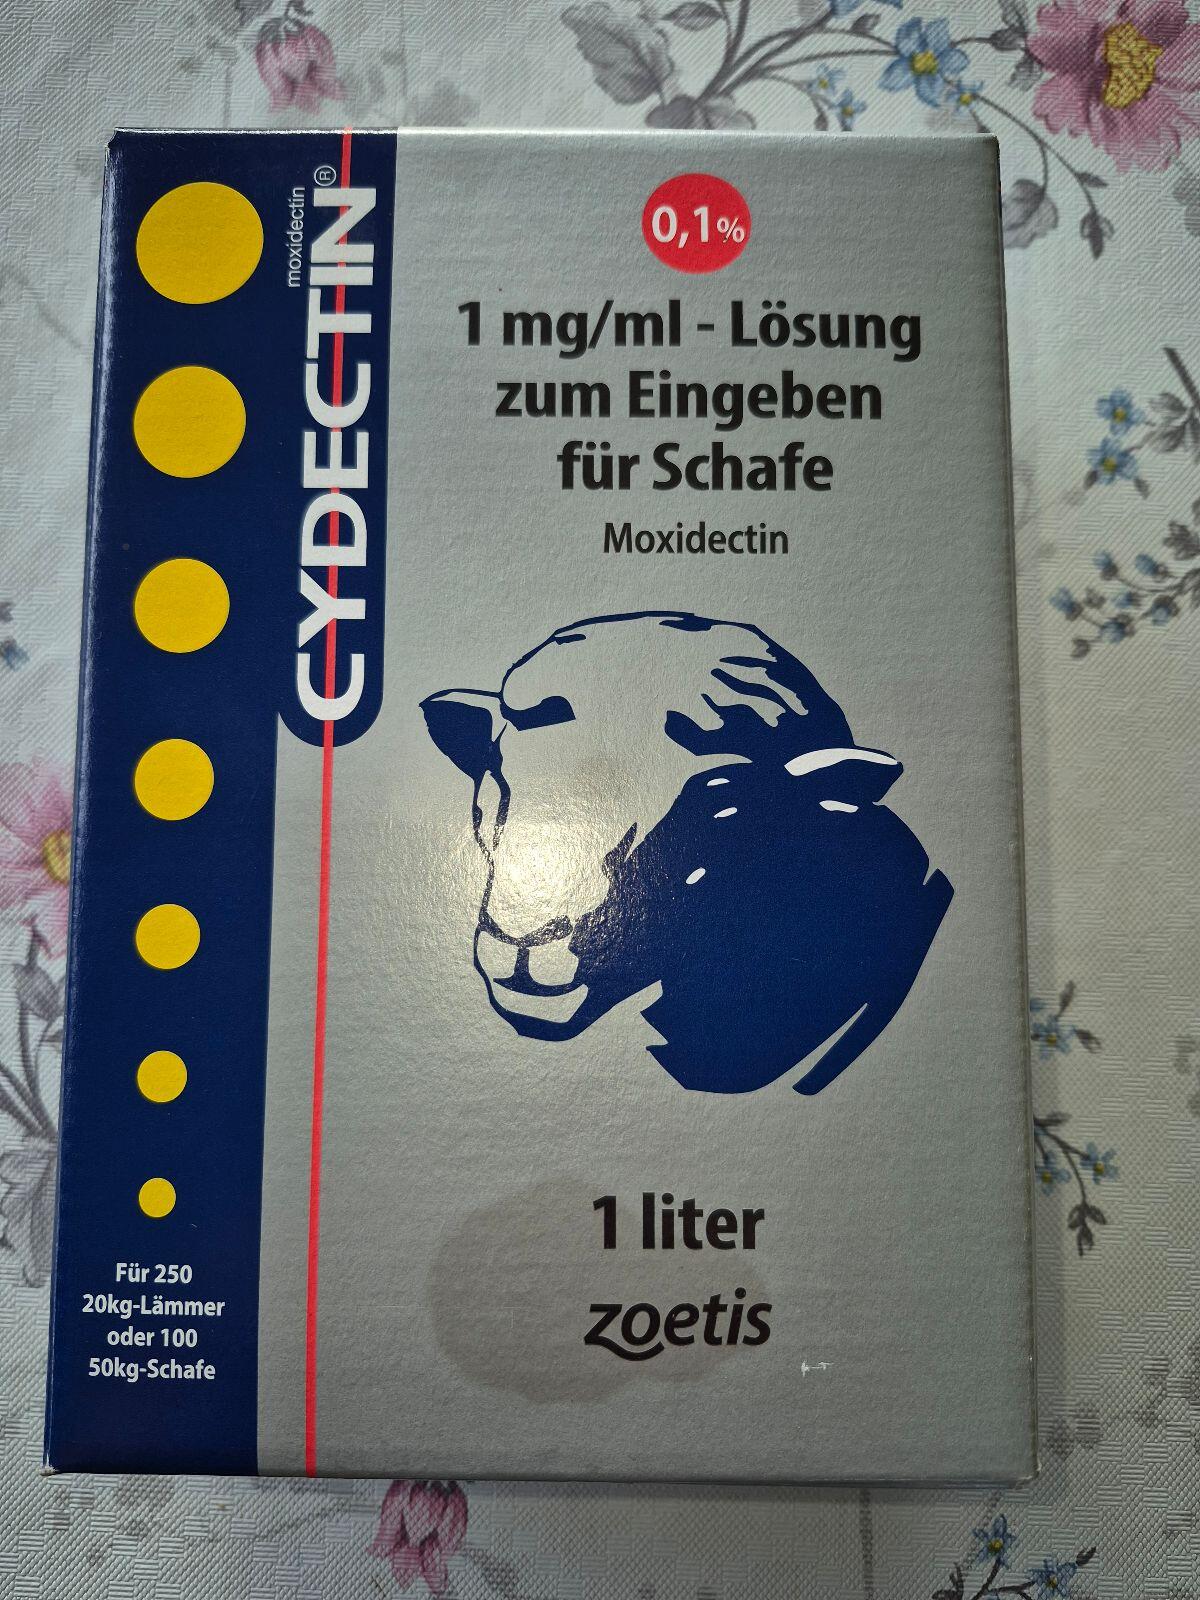 moxidectin
CYDECTIN®
0,1%
1 mg/ml - Lösung
zum Eingeben
für Schafe
Moxidectin
1 liter
zoetis
Für 250
20kg-Lämmer
oder 100
50kg-Schafe